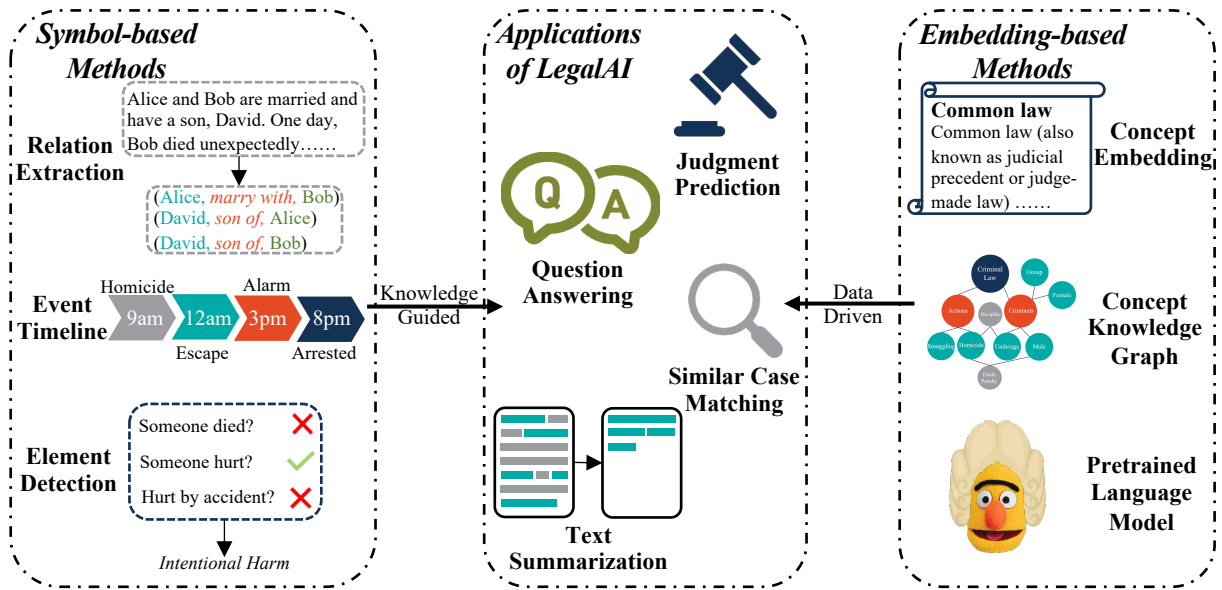 Symbol-based
Methods
Alice and Bob are married and
have a son, David. One day,
Bob died unexpectedly……
Relation
Extraction
(Alice, marry with, Bob)
(David, son of, Alice)
(David, son of, Bob)
Homicide
Alarm
Event
Timeline
9am
12am
3pm
8pm
Escape
Arrested
Someone died?
Someone hurt?
Hurt by accident?
Element
Detection
Intentional Harm
Knowledge
Guided
Applications
of LegalAI
Judgment
Prediction
Q
A
Question
Answering
Similar Case
Matching
Text
Summarization
Data
Driven
Embedding-based
Methods
Common law
Common law (also
known as judicial
precedent or judge-
made law) ……
Concept
Embedding
Criminal
Law
Group
Female
Actions
Discipline
Criminals
Smuggling
Homicide
Underage
Male
Death
Penalty
Concept
Knowledge
Graph
Pretrained
Language
Model